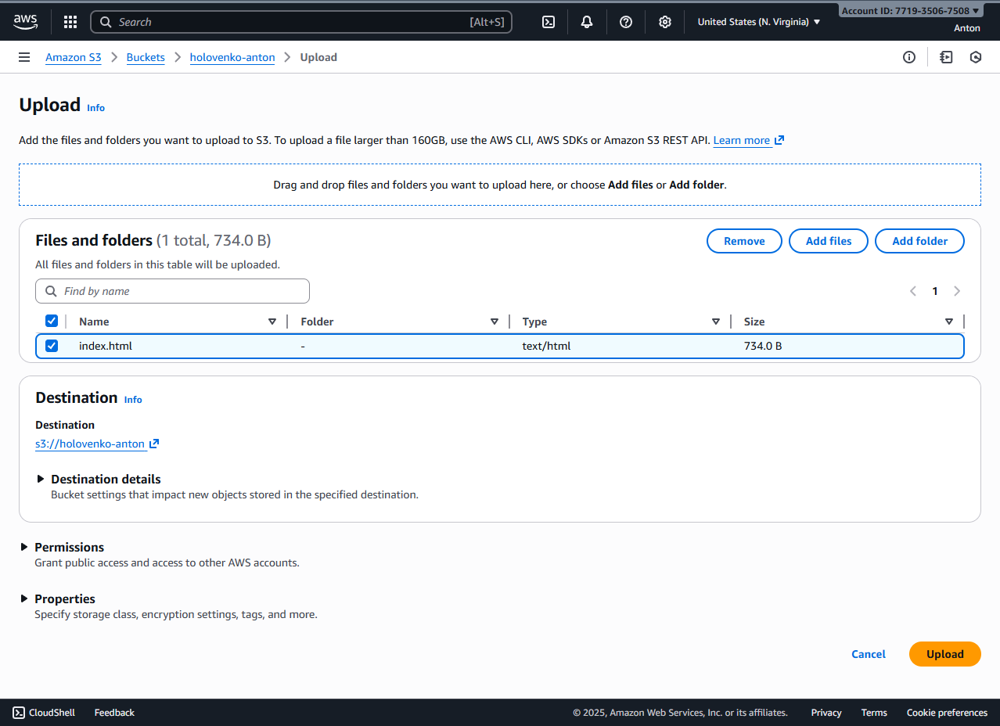 aws
Search [Alt+S]
United States (N. Virginia)
Account ID: 7719-3506-7508
Anton
Amazon S3 Buckets holovenko-anton Upload
Upload Info
Add the files and folders you want to upload to S3. To upload a file larger than 160GB, use the AWS CLI, AWS SDKs or Amazon S3 REST API. Learn more
Drag and drop files and folders you want to upload here, or choose Add files or Add folder.
Files and folders (1 total, 734.0 B)
Remove Add files Add folder
All files and folders in this table will be uploaded.
Find by name
1
Name Folder Type Size
index.html - text/html 734.0 B
Destination Info
Destination
s3://holovenko-anton
Destination details
Bucket settings that impact new objects stored in the specified destination.
Permissions
Grant public access and access to other AWS accounts.
Properties
Specify storage class, encryption settings, tags, and more.
Cancel Upload
CloudShell Feedback © 2025, Amazon Web Services, Inc. or its affiliates. Privacy Terms Cookie preferences